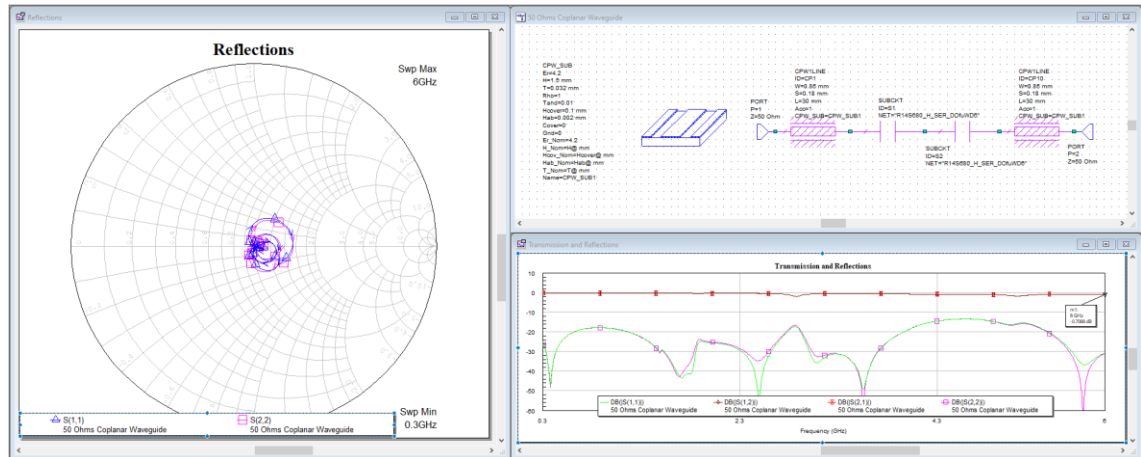 Reflections
Reflections
Swp Max
6GHz
S(1,1)
50 Ohms Coplanar Waveguide
S(2,2)
50 Ohms Coplanar Waveguide
Swp Min
0.3GHz
50 Ohms Coplanar Waveguide
CPW_SUB
Er=4.2
H=1.5 mm
T=0.032 mm
Rho=1
Tand=0.01
Hcover=0.1 mm
Hab=0.002 mm
Cover=0
Gnd=0
Er_Nom=4.2
H_Nom=H@ mm
Hcov_Nom=Hcover@ mm
Hab_Nom=Hab@ mm
T_Nom=T@ mm
Name=CPW_SUB1
PORT
P=1
Z=50 Ohm
CPW1LINE
ID=CP1
W=0.85 mm
S=0.18 mm
L=30 mm
Acc=1
CPW_SUB=CPW_SUB1
SUBCKT
ID=S1
SUBCKT
ID=S2
CPW1LINE
ID=CP10
W=0.85 mm
S=0.18 mm
L=30 mm
Acc=1
CPW_SUB=CPW_SUB1
PORT
P=2
Z=50 Ohm
Transmission and Reflections
Transmission and Reflections
10
0
-10
-20
-30
-40
-50
-60
0.3
2.3
4.3
6
Frequency (GHz)
m1:
6 GHz
DB(|S(1,1)|)
50 Ohms Coplanar Waveguide
DB(|S(1,2)|)
50 Ohms Coplanar Waveguide
DB(|S(2,1)|)
50 Ohms Coplanar Waveguide
DB(|S(2,2)|)
50 Ohms Coplanar Waveguide